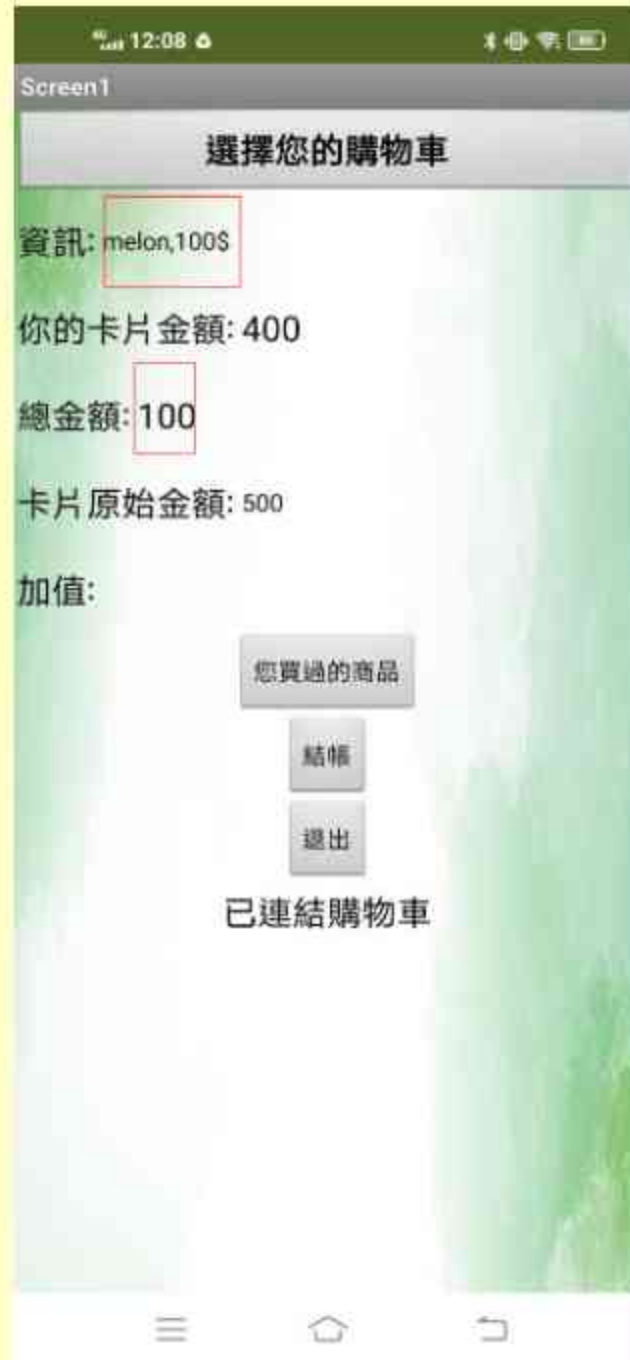 12:08
Screen1
選擇您的購物車
資訊: melon,100$
你的卡片金額: 400
總金額: 100
卡片原始金額: 500
加值:
您買過的商品
結帳
退出
已連結購物車